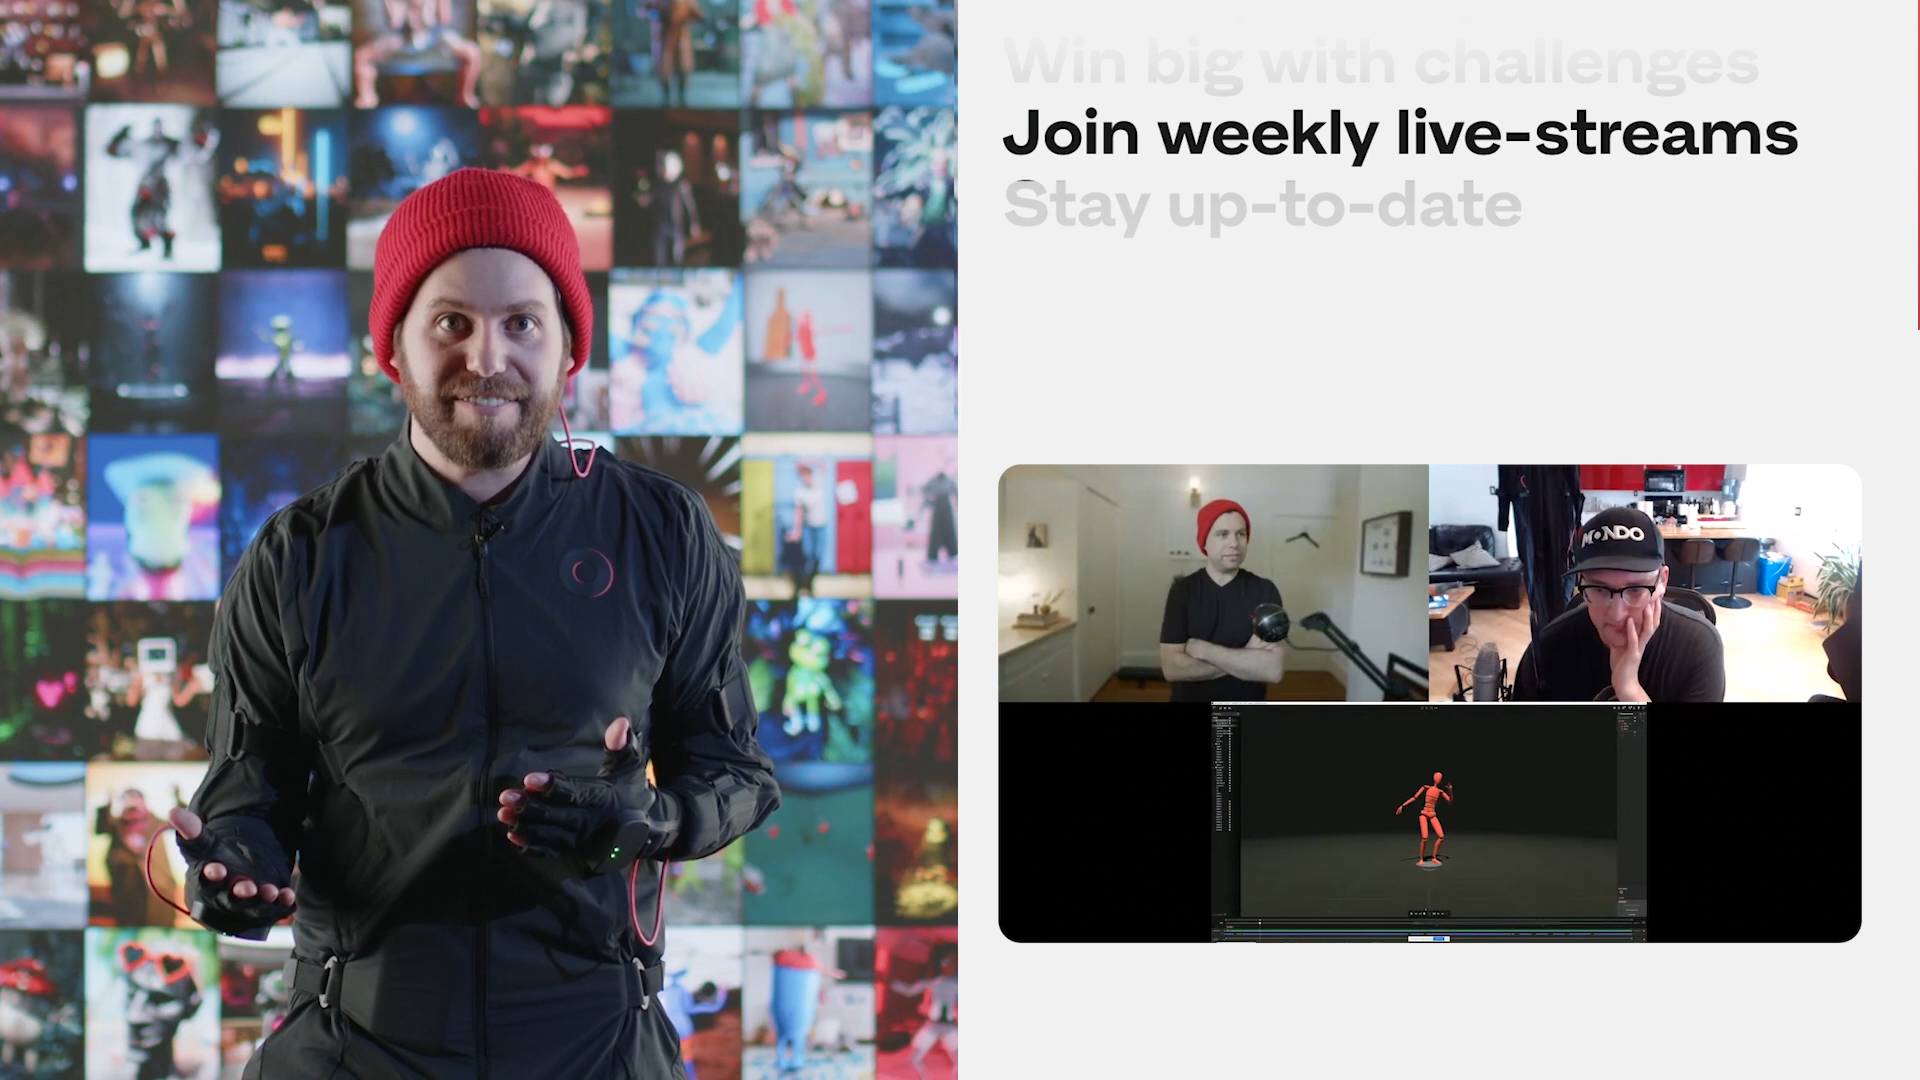 Win big with challenges
Join weekly live-streams
Stay up-to-date
MONDO